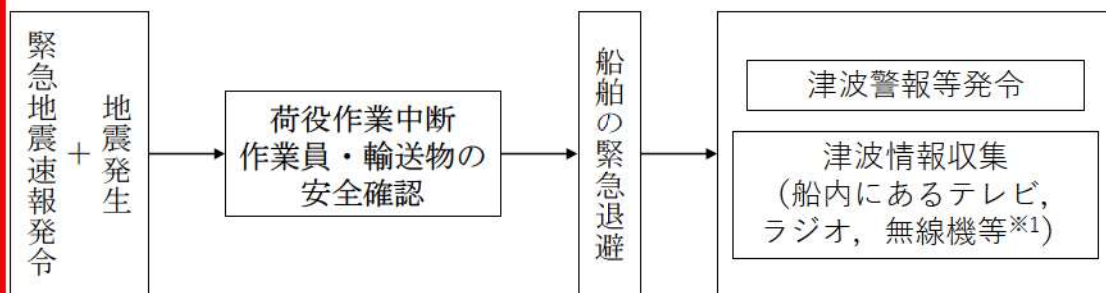 緊急地震速報発令
＋
地震発生
荷役作業中断
作業員・輸送物の
安全確認
船舶の緊急退避
津波警報等発令
津波情報収集
（船内にあるテレビ，
ラジオ，無線機等※1）